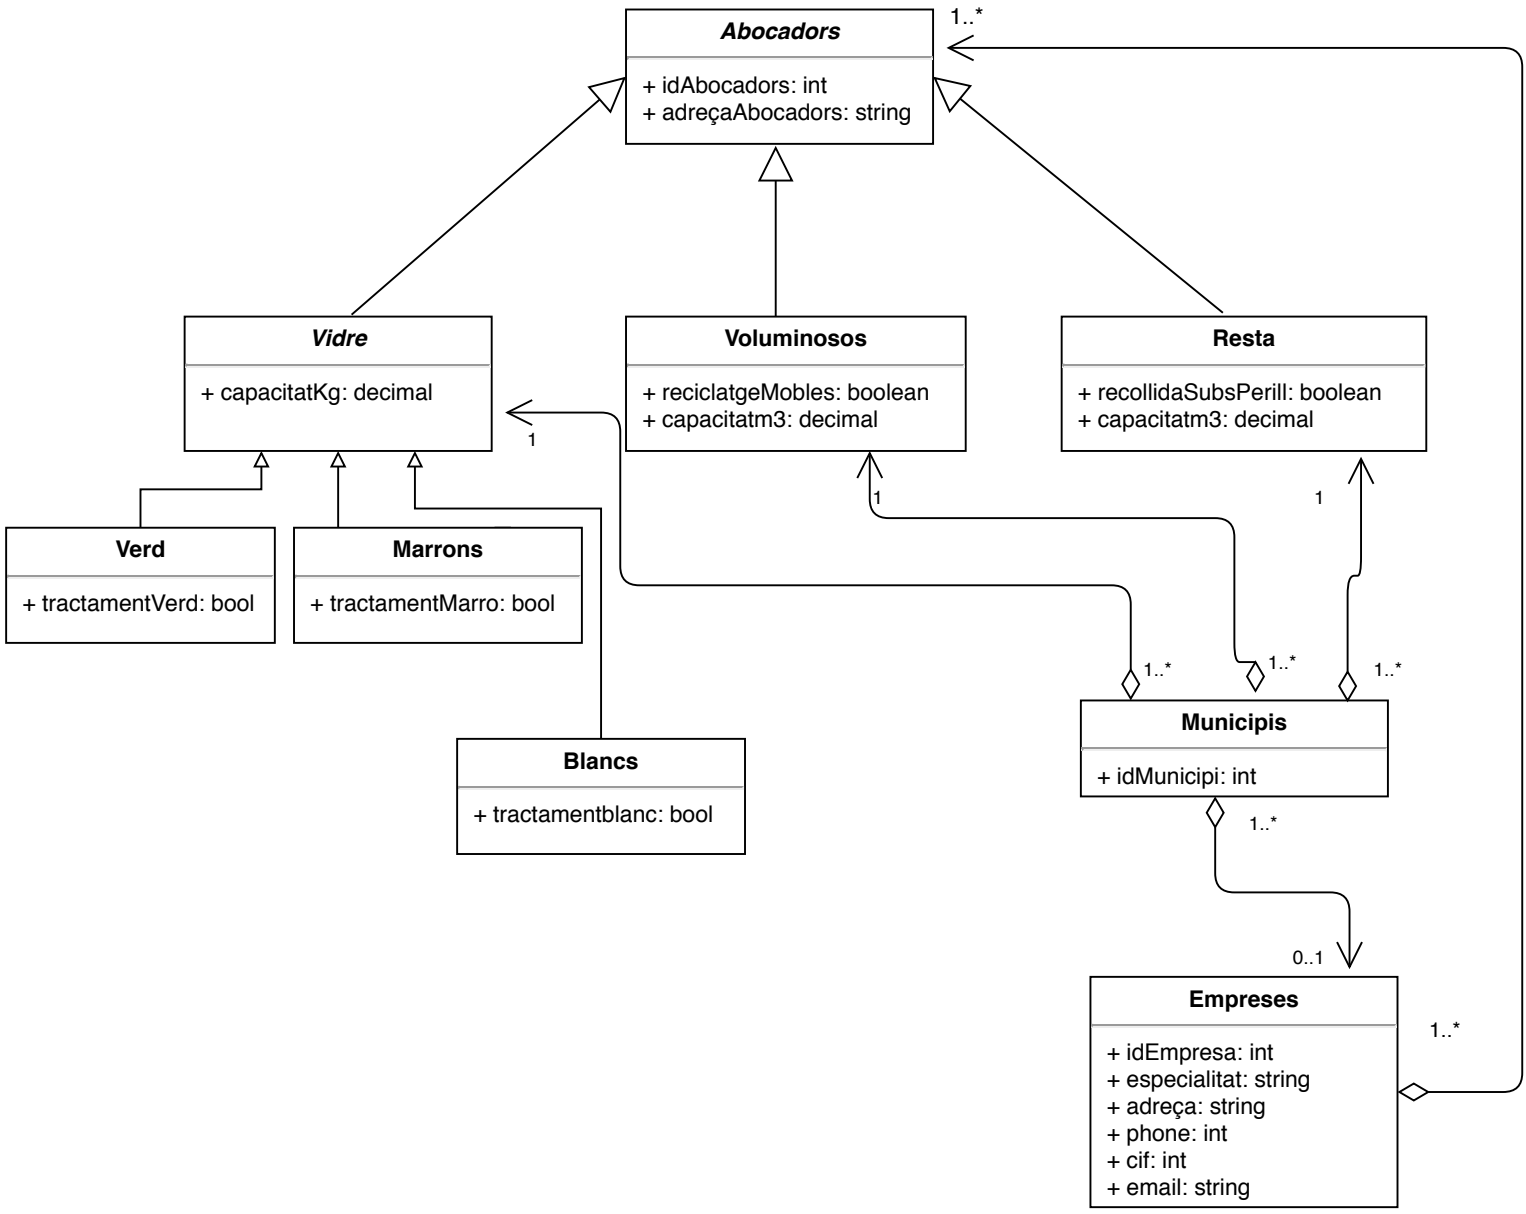 Abocadors
1..*
+ idAbocadors: int
+ adreçaAbocadors: string
Vidre
+ capacitatKg: decimal
1
Voluminosos
+ reciclatgeMobles: boolean
+ capacitatm3: decimal
1
Resta
+ recollidaSubsPerill: boolean
+ capacitatm3: decimal
1
Verd
+ tractamentVerd: bool
Marrons
+ tractamentMarro: bool
Blancs
+ tractamentblanc: bool
1..*
1..*
1..*
Municipis
+ idMunicipi: int
1..*
0..1
Empreses
+ idEmpresa: int
+ especialitat: string
+ adreça: string
+ phone: int
+ cif: int
+ email: string
1..*